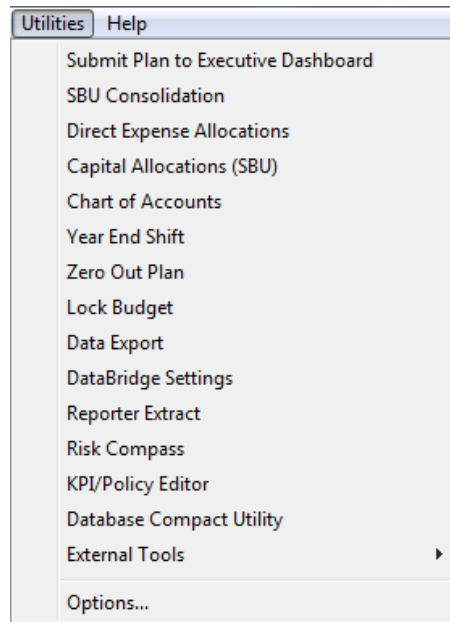 Utilities Help
Submit Plan to Executive Dashboard
SBU Consolidation
Direct Expense Allocations
Capital Allocations (SBU)
Chart of Accounts
Year End Shift
Zero Out Plan
Lock Budget
Data Export
DataBridge Settings
Reporter Extract
Risk Compass
KPI/Policy Editor
Database Compact Utility
External Tools
Options...